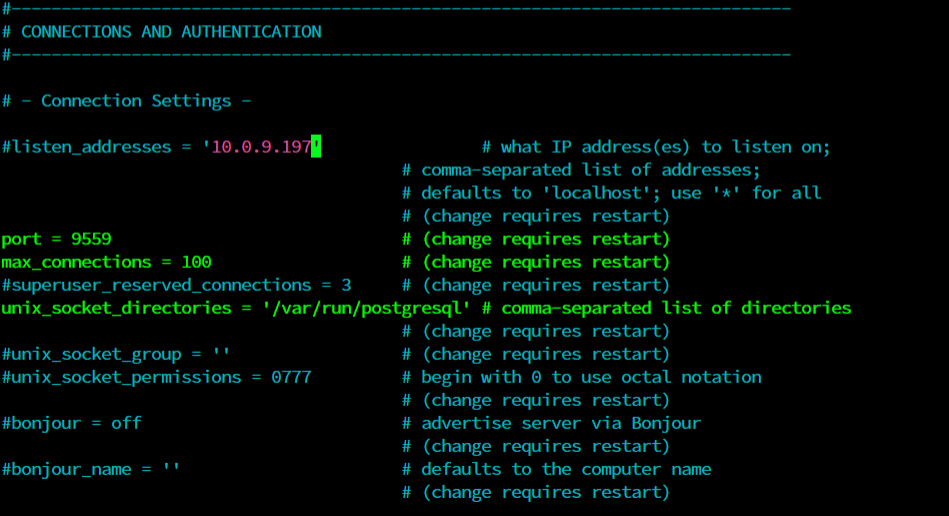 #------------------------------------------------------------------------------
# CONNECTIONS AND AUTHENTICATION
#------------------------------------------------------------------------------
# - Connection Settings -
#listen_addresses = '10.0.9.197' # what IP address(es) to listen on;
# comma-separated list of addresses;
# defaults to 'localhost'; use '*' for all
# (change requires restart)
port = 9559 # (change requires restart)
max_connections = 100 # (change requires restart)
#superuser_reserved_connections = 3 # (change requires restart)
unix_socket_directories = '/var/run/postgresql' # comma-separated list of directories
# (change requires restart)
#unix_socket_group = '' # (change requires restart)
#unix_socket_permissions = 0777 # begin with 0 to use octal notation
# (change requires restart)
#bonjour = off # advertise server via Bonjour
# (change requires restart)
#bonjour_name = '' # defaults to the computer name
# (change requires restart)